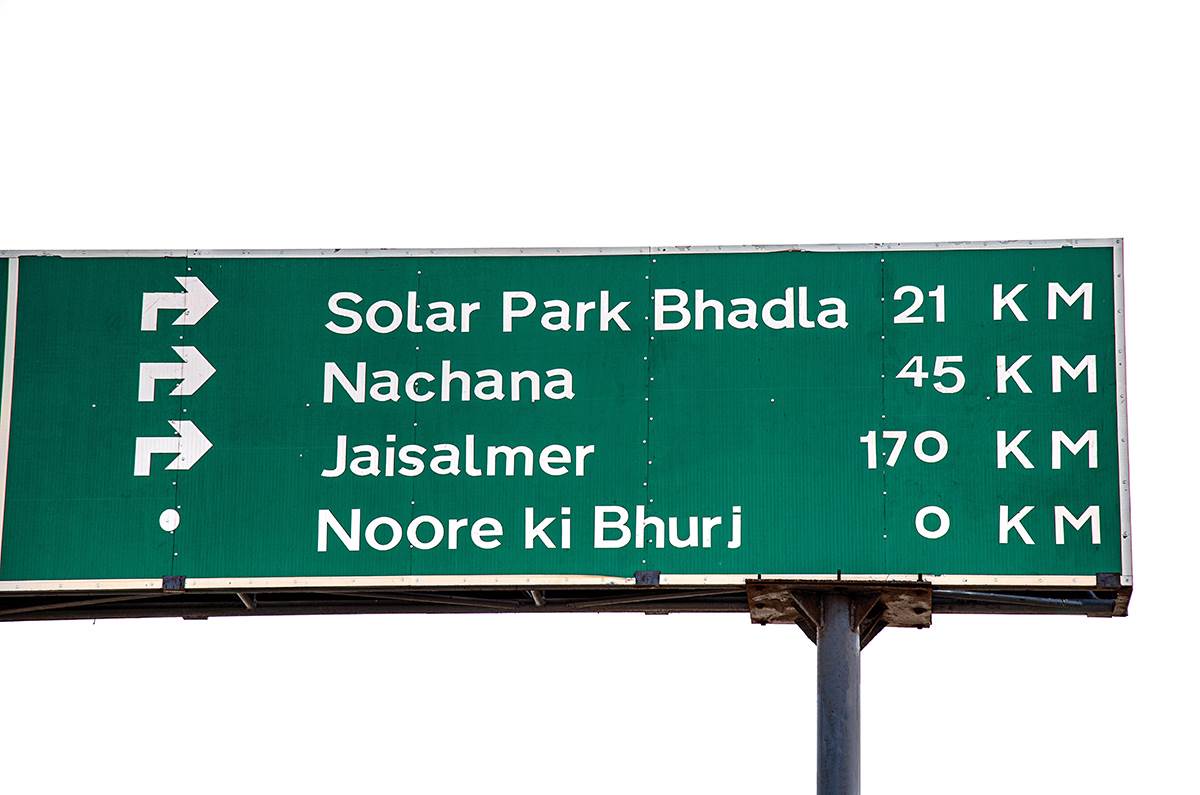 Solar Park Bhadla 21 KM
Nachana 45 KM
Jaisalmer 170 KM
Noore ki Bhurj 0 KM